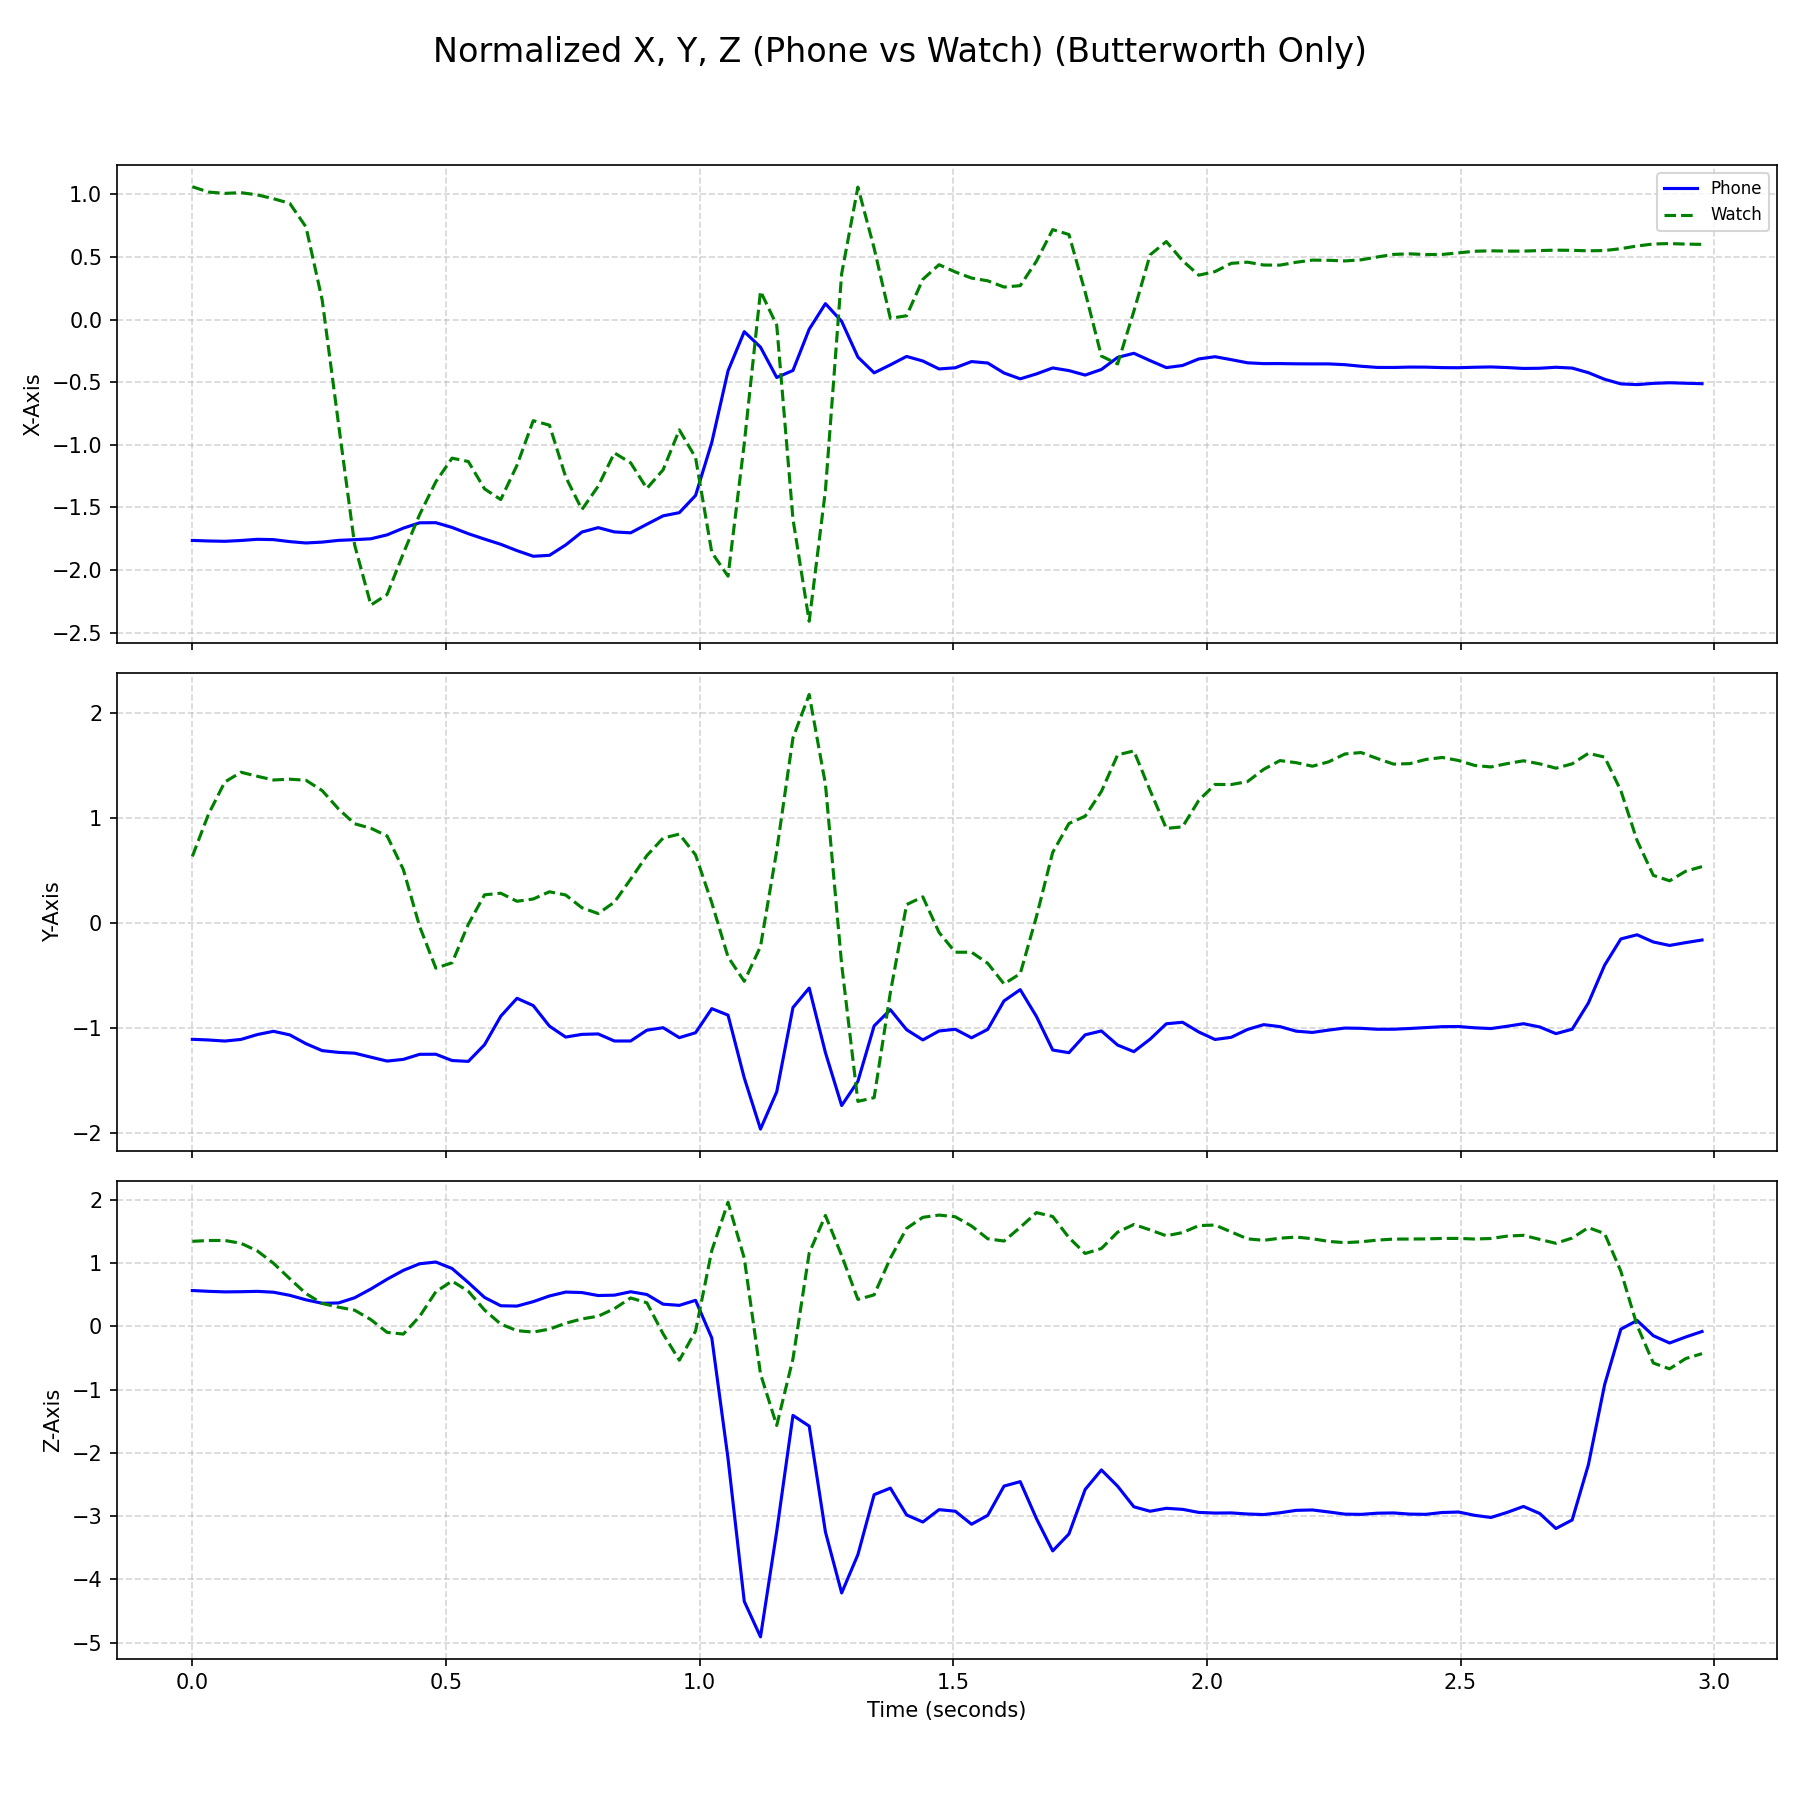 Normalized X, Y, Z (Phone vs Watch) (Butterworth Only)
Phone
Watch
1.0
0.5
0.0
−0.5
−1.0
−1.5
−2.0
−2.5
X-Axis
2
1
0
−1
−2
Y-Axis
2
1
0
−1
−2
−3
−4
−5
Z-Axis
0.0 0.5 1.0 1.5 2.0 2.5 3.0
Time (seconds)